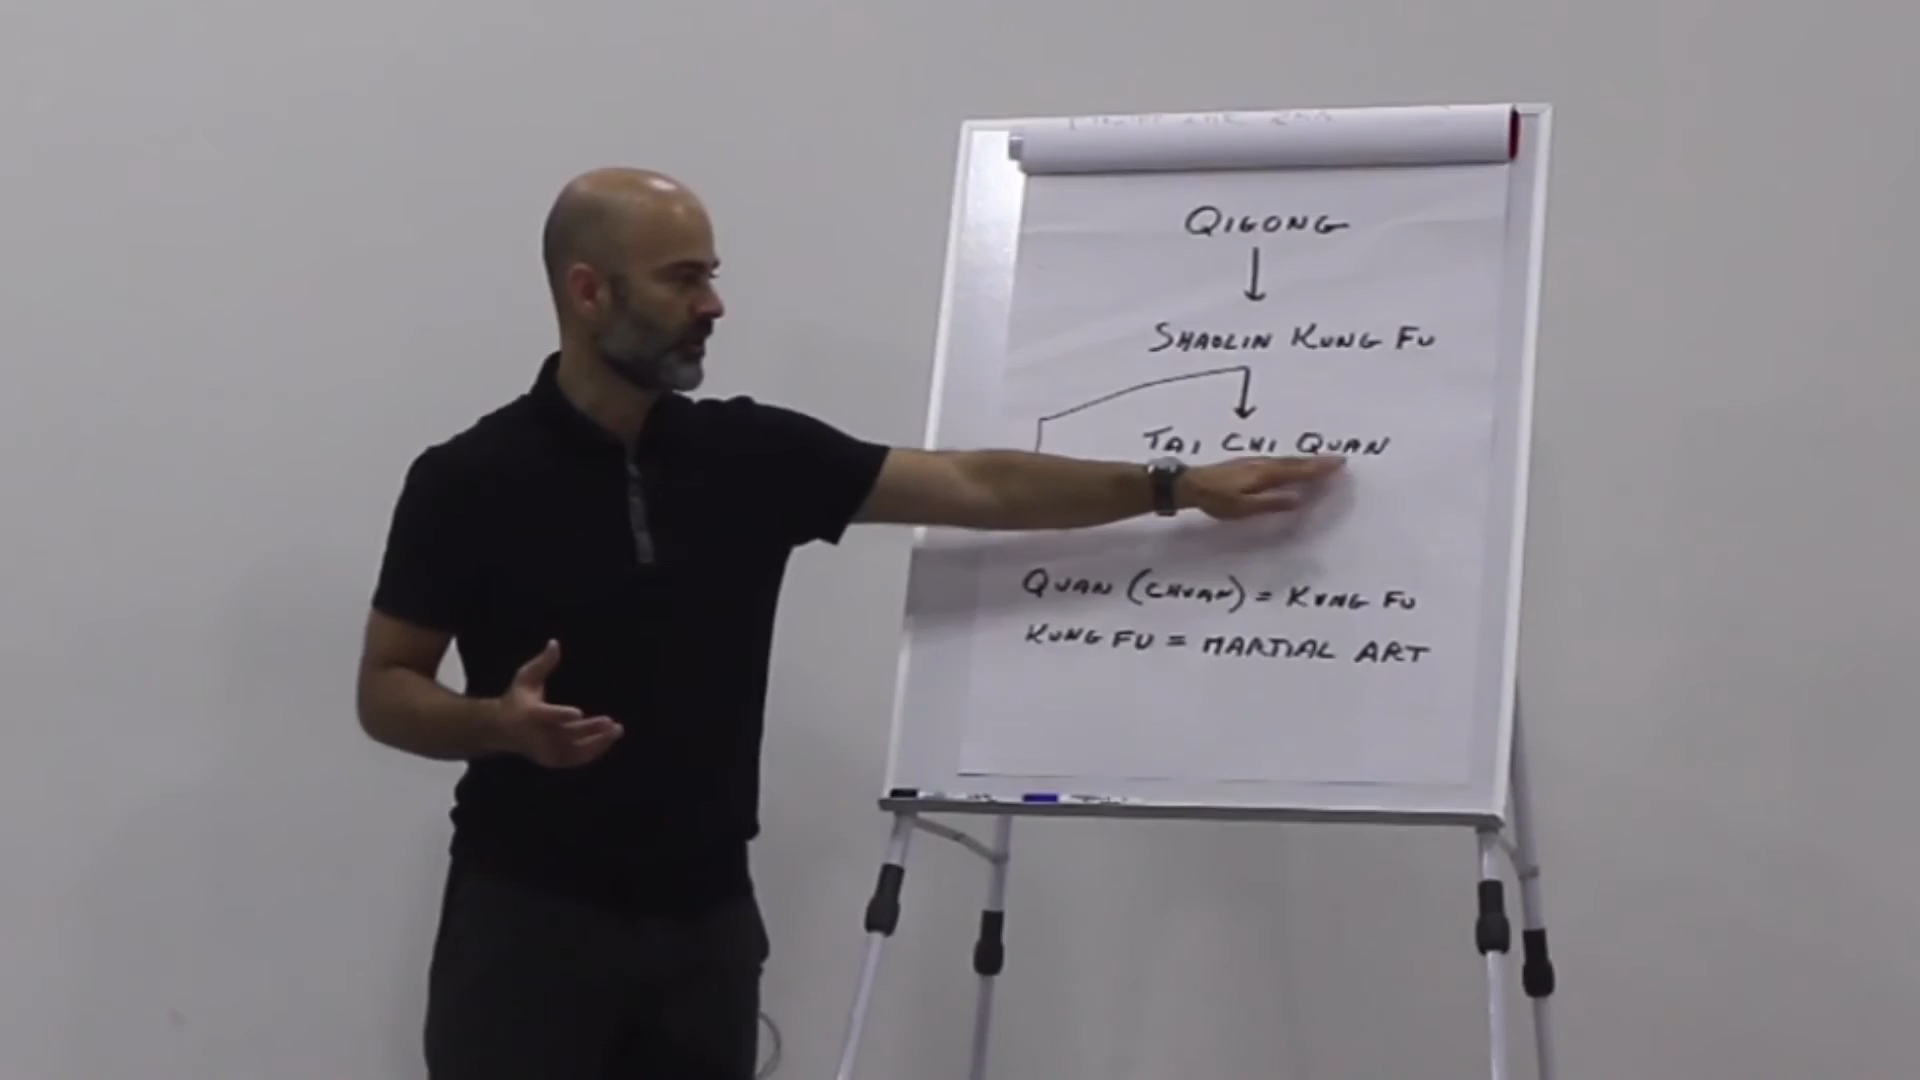 QIGONG
SHAOLIN KUNG FU
TAI CHI QUAN
QUAN (CHUAN) = KUNG FU
KUNG FU = MARTIAL ART